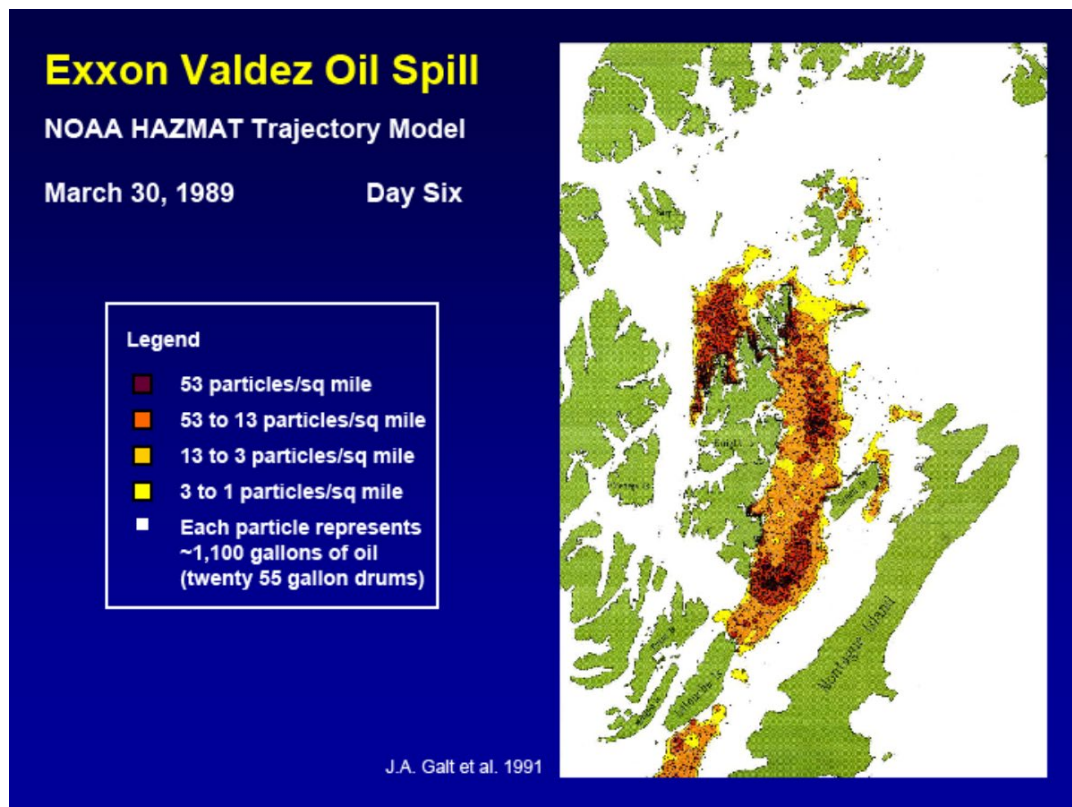 Exxon Valdez Oil Spill
NOAA HAZMAT Trajectory Model
March 30, 1989 Day Six
Legend
53 particles/sq mile
53 to 13 particles/sq mile
13 to 3 particles/sq mile
3 to 1 particles/sq mile
Each particle represents
~1,100 gallons of oil
(twenty 55 gallon drums)
Montague Island
J.A. Galt et al. 1991